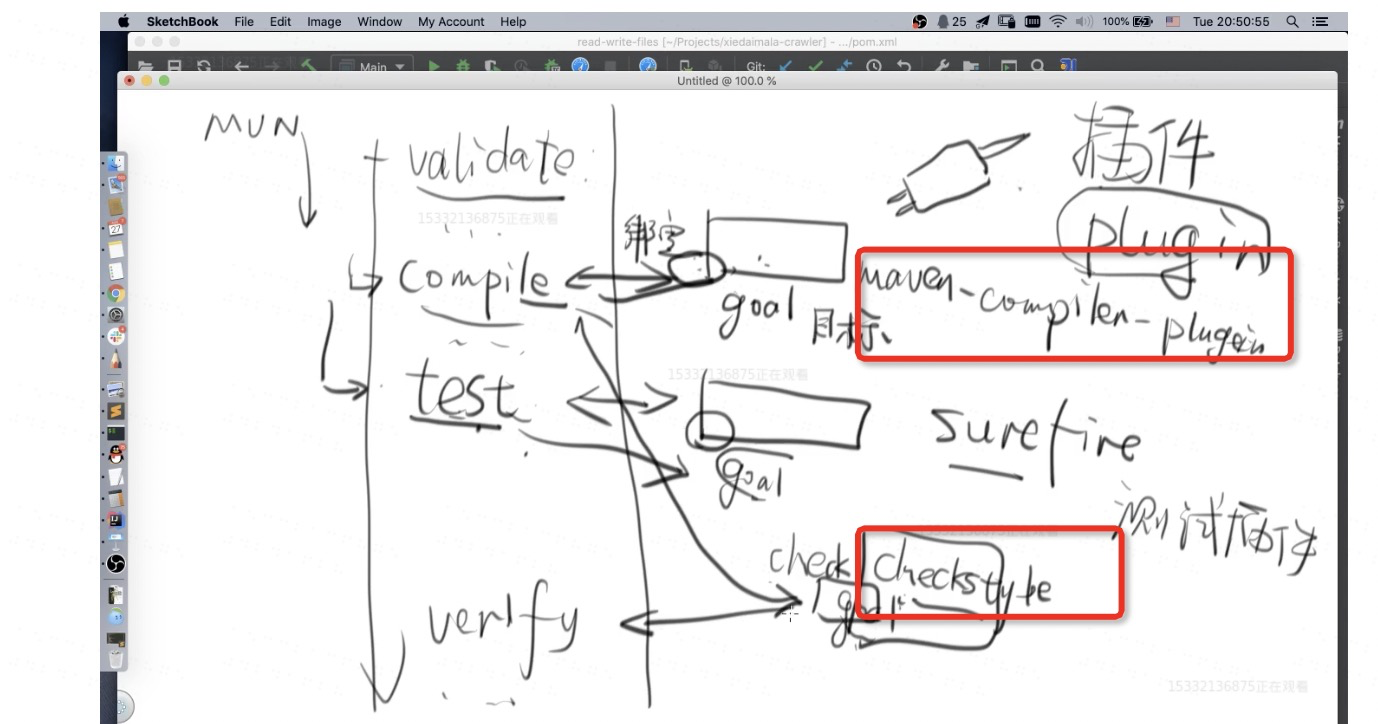 SketchBook File Edit Image Window My Account Help 25 100% Tue 20:50:55
read-write-files [~/Projects/xiedaimala-crawler] - .../pom.xml
Main Git:
Untitled @ 100.0 %
MVN
validate
15332136875正在观看
插件
plugin
绑定
compile
goal 目标
maven-compiler-plugin
15332136875正在观看
test
goal
surefire
测试插件
check
checkstyle
goal
verify
15332136875正在观看